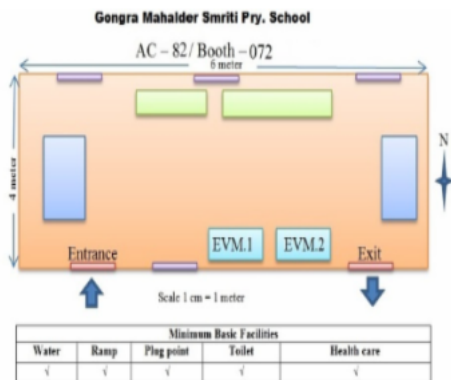 Gongra Mahalder Smriti Pry. School
AC – 82/ Booth – 072
6 meter
4 meter
N
EVM.1 EVM.2
Entrance Exit
Scale 1 cm = 1 meter
Minimum Basic Facilities
Water Ramp Plug point Toilet Health care
√ √ √ √ √